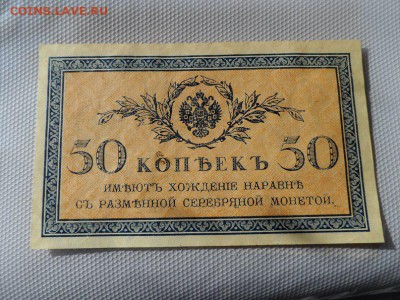 COINS.LAVE.RU
50 КОПѢЕКЪ 50
ИМѢЮТЪ ХОЖДЕНІЕ НАРАВНѢ
СЪ РАЗМѢННОЙ СЕРЕБРЯНОЙ МОНЕТОЙ.